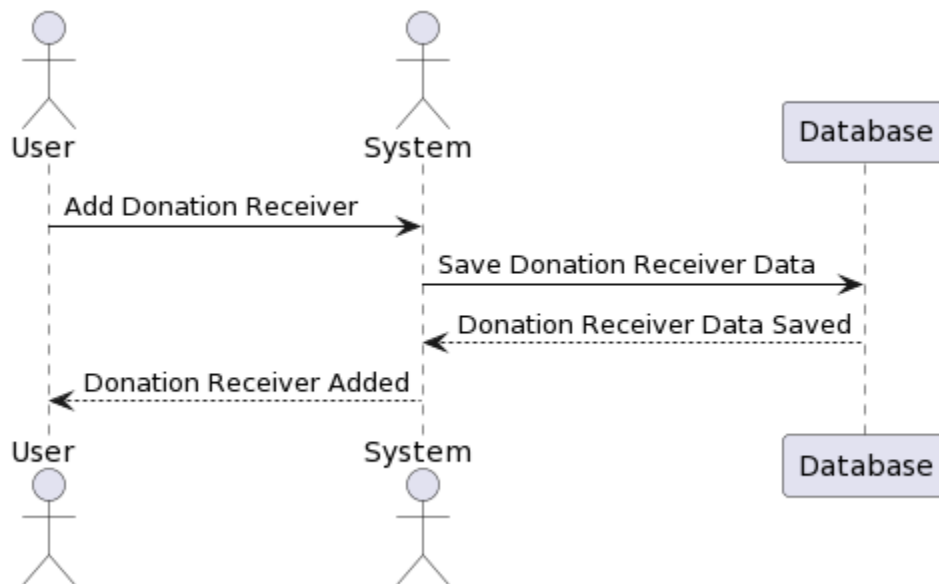 User
System
Database
Add Donation Receiver
Save Donation Receiver Data
Donation Receiver Data Saved
Donation Receiver Added
User
System
Database